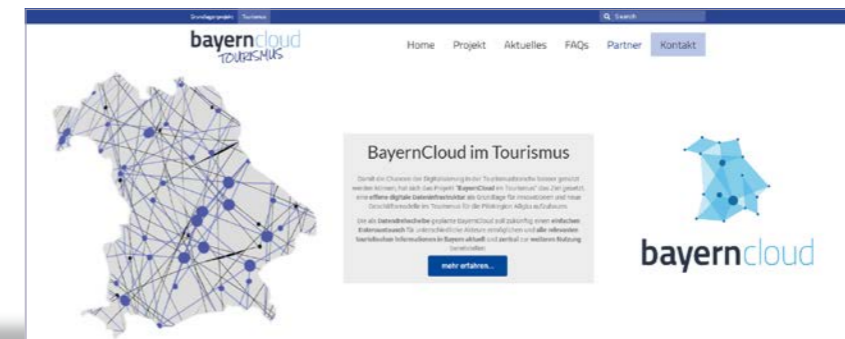 Grundlagenprojekt Tourismus
Search
bayerncloud
TOURISMUS
Home Projekt Aktuelles FAQs Partner Kontakt
BayernCloud im Tourismus
Damit die Chancen der Digitalisierung in der Tourismusbranche besser genutzt
werden können, hat sich das Projekt "BayernCloud im Tourismus" das Ziel gesetzt,
eine offene digitale Dateninfrastruktur als Grundlage für Innovationen und neue
Geschäftsmodelle im Tourismus für die Pilotregion Allgäu aufzubauen.
Die als Datendrehscheibe geplante BayernCloud soll zukünftig einen einfachen
Datenaustausch für unterschiedliche Akteure ermöglichen und alle relevanten
touristischen Informationen in Bayern aktuell und zentral zur weiteren Nutzung
bereitstellen.
mehr erfahren...
bayerncloud